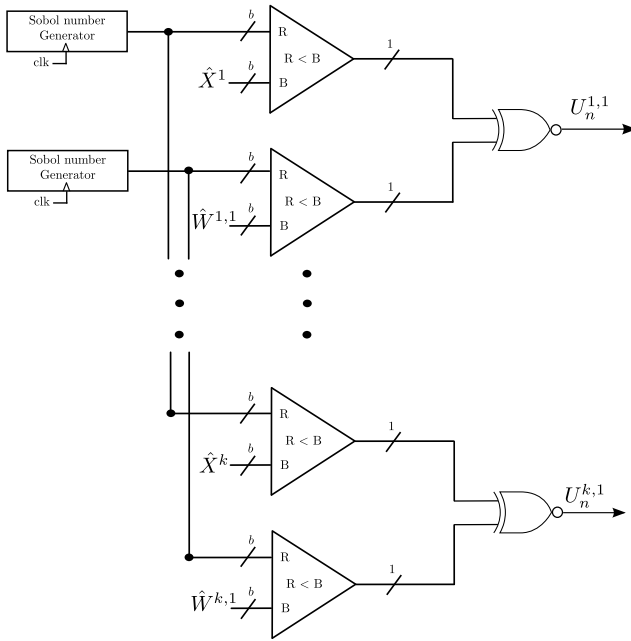 Sobol number
Generator
clk
b
R
R < B
1
X̂¹
b
B
U_n^{1,1}
Sobol number
Generator
clk
b
R
R < B
1
Ŵ^{1,1}
b
B
b
R
R < B
1
X̂ᵏ
b
B
U_n^{k,1}
b
R
R < B
1
Ŵ^{k,1}
b
B